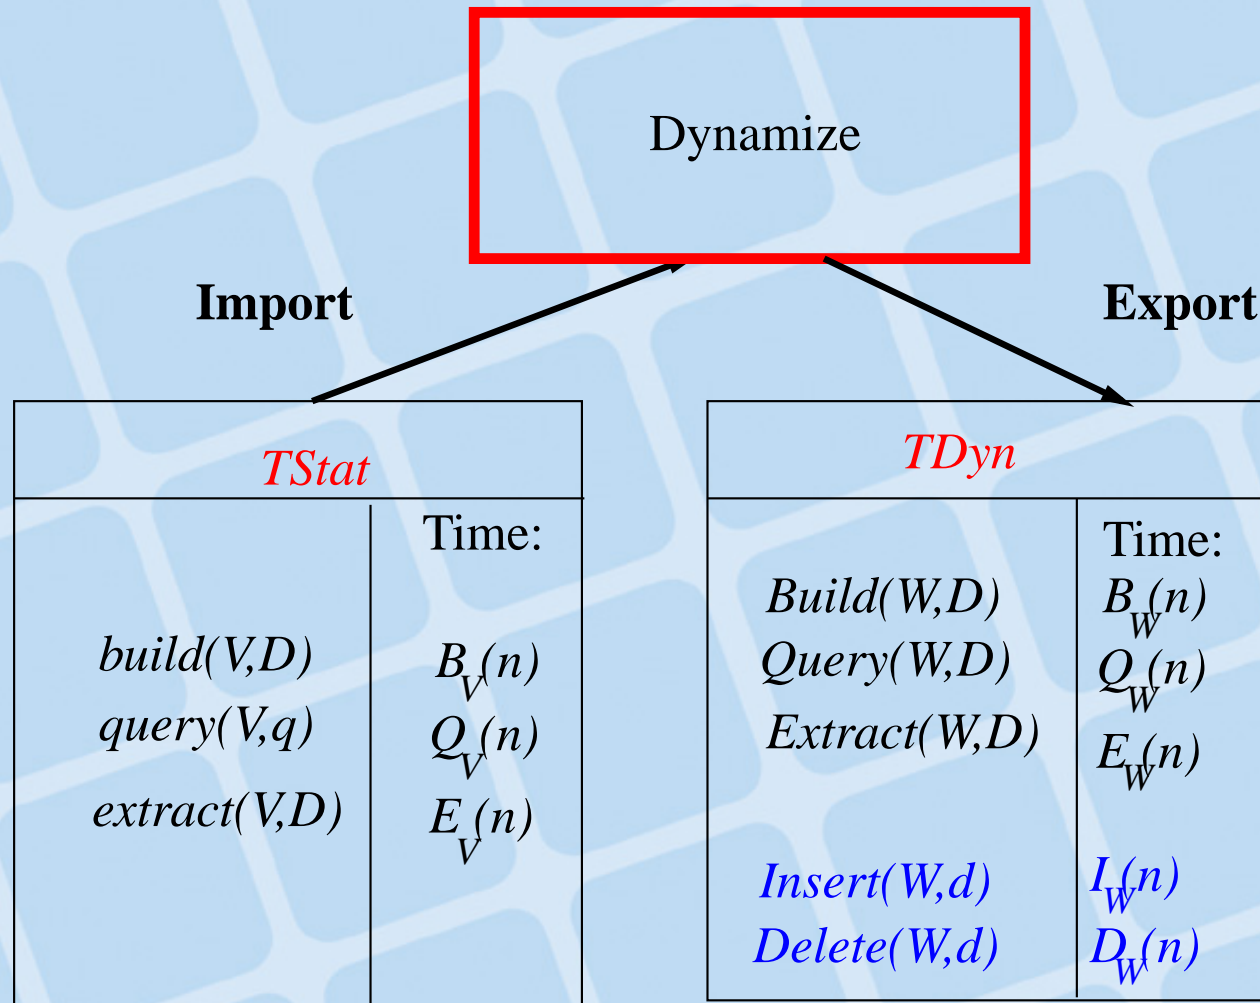 Dynamize
Import
Export
TStat
Time:
build(V,D) B_V(n)
query(V,q) Q_V(n)
extract(V,D) E_V(n)
TDyn
Time:
Build(W,D) B_W(n)
Query(W,D) Q_W(n)
Extract(W,D) E_W(n)
Insert(W,d) I_W(n)
Delete(W,d) D_W(n)